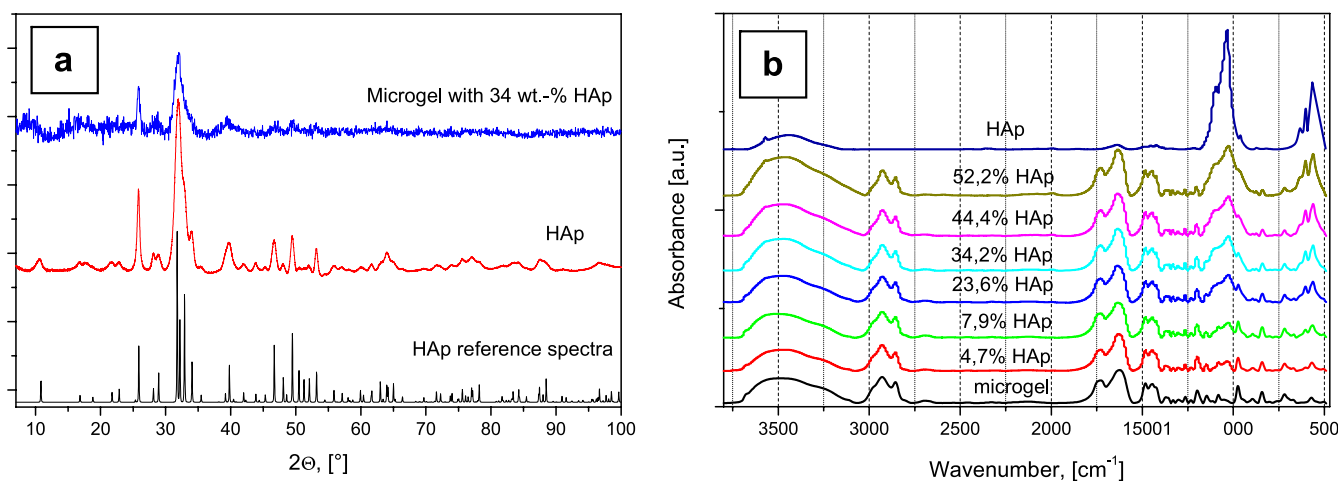 a
Microgel with 34 wt.-% HAp
HAp
HAp reference spectra
10 20 30 40 50 60 70 80 90 100
2Θ, [°]
b
Absorbance [a.u.]
HAp
52,2% HAp
44,4% HAp
34,2% HAp
23,6% HAp
7,9% HAp
4,7% HAp
microgel
3500 3000 2500 2000 15001 000 500
Wavenumber, [cm-1]